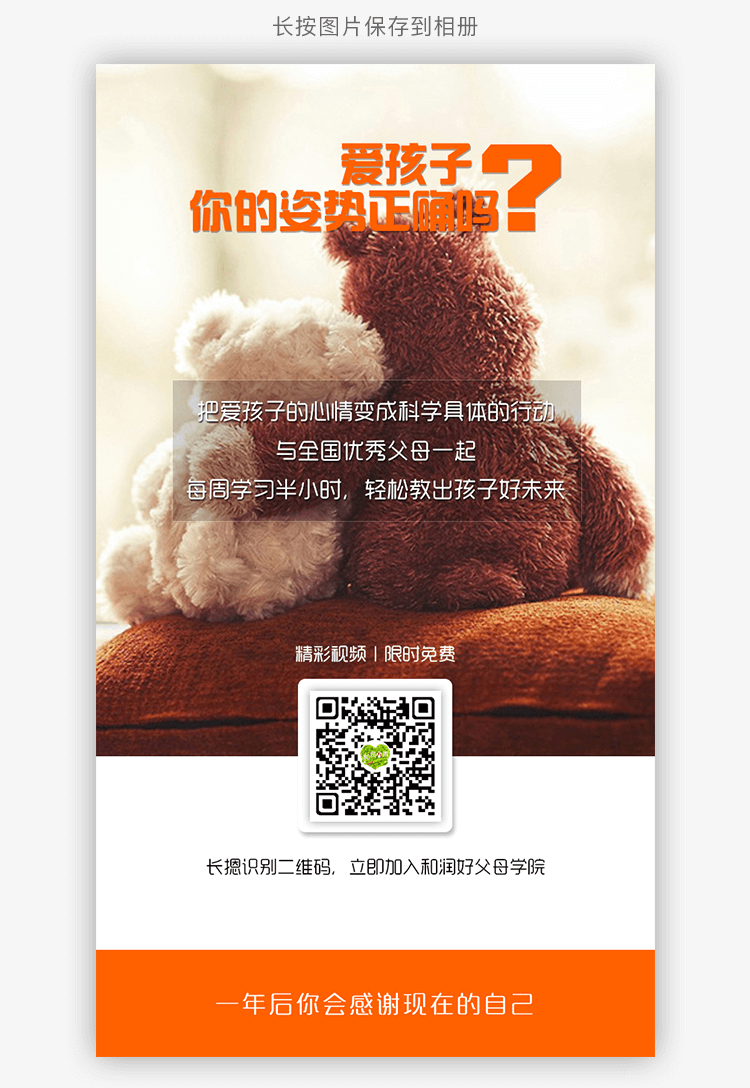 长按图片保存到相册
爱孩子
你的姿势正确吗?
把爱孩子的心情变成科学具体的行动
与全国优秀父母一起
每周学习半小时，轻松教出孩子好未来
精彩视频丨限时免费
长摁识别二维码，立即加入和润好父母学院
一年后你会感谢现在的自己